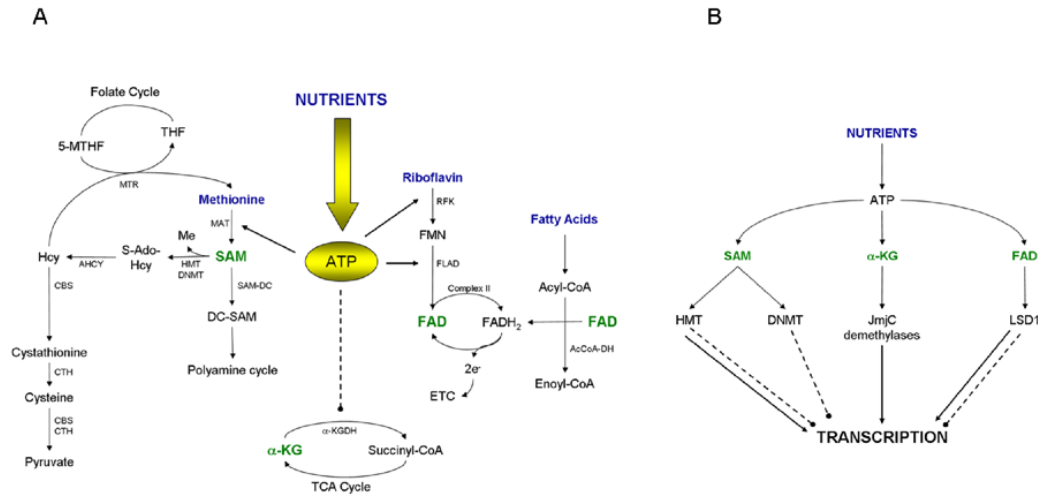 A
B
NUTRIENTS
Folate Cycle
5-MTHF
THF
MTR
Methionine
MAT
Me
Hcy
AHCY
S-Ado-
Hcy
HMT
DNMT
SAM
SAM-DC
DC-SAM
Polyamine cycle
CBS
Cystathionine
CTH
Cysteine
CBS
CTH
Pyruvate
ATP
Riboflavin
RFK
FMN
FLAD
Complex II
FAD
FADH2
2e-
ETC
Fatty Acids
Acyl-CoA
FAD
AcCoA-DH
Enoyl-CoA
α-KG
α-KGDH
Succinyl-CoA
TCA Cycle
NUTRIENTS
ATP
SAM
α-KG
FAD
HMT
DNMT
JmjC
demethylases
LSD1
TRANSCRIPTION